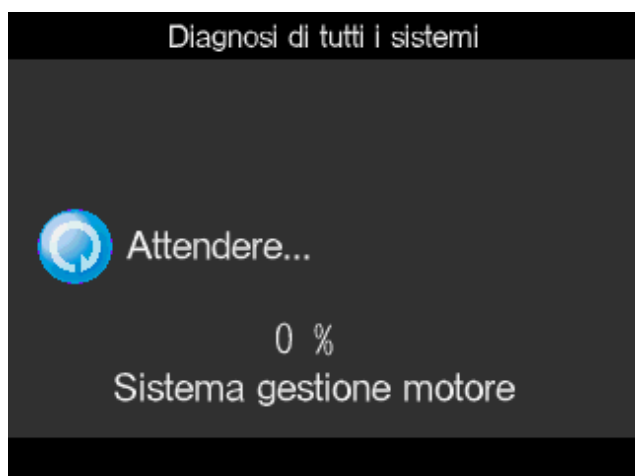 Diagnosi di tutti i sistemi
Attendere...
0 %
Sistema gestione motore